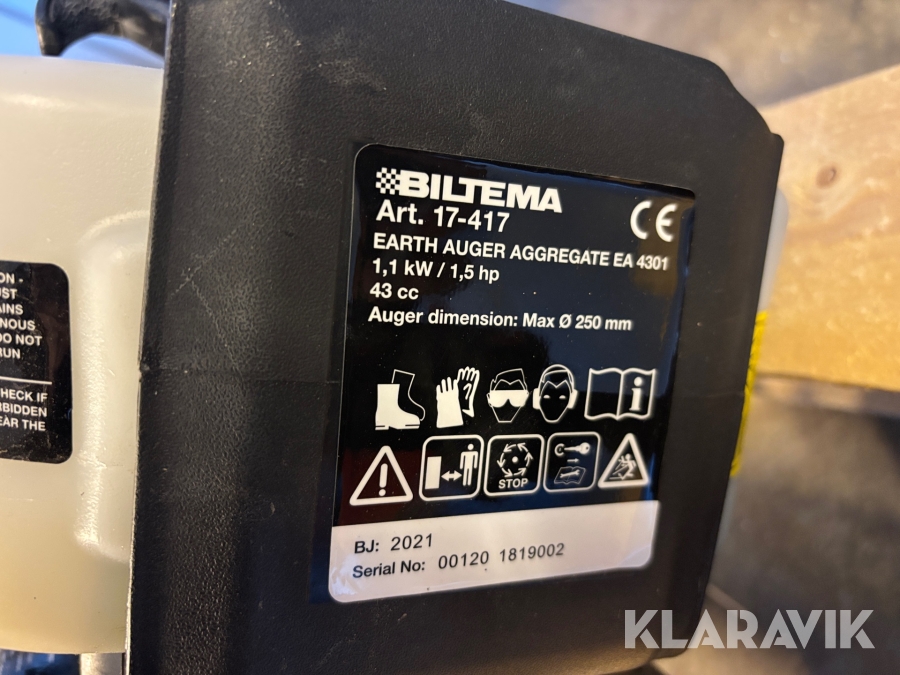 BILTEMA
Art. 17-417
CE
EARTH AUGER AGGREGATE EA 4301
1,1 kW / 1,5 hp
43 cc
Auger dimension: Max Ø 250 mm
STOP
BJ: 2021
Serial No: 00120 1819002
ON -
UST
AINS
NOUS
DO NOT
RUN
CHECK IF
RBIDDEN
EAR THE
KLARAVIK